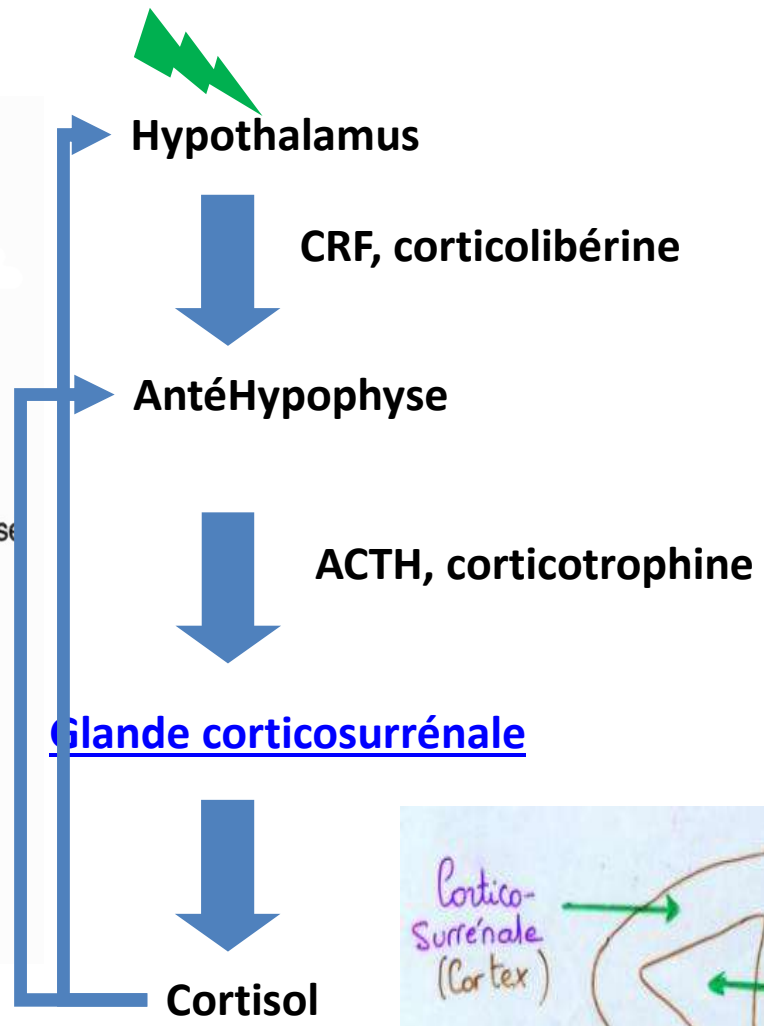 Hypothalamus
CRF, corticolibérine
AntéHypophyse
ACTH, corticotrophine
Glande corticosurrénale
Cortico-
Surrénale
(Cortex)
Cortisol